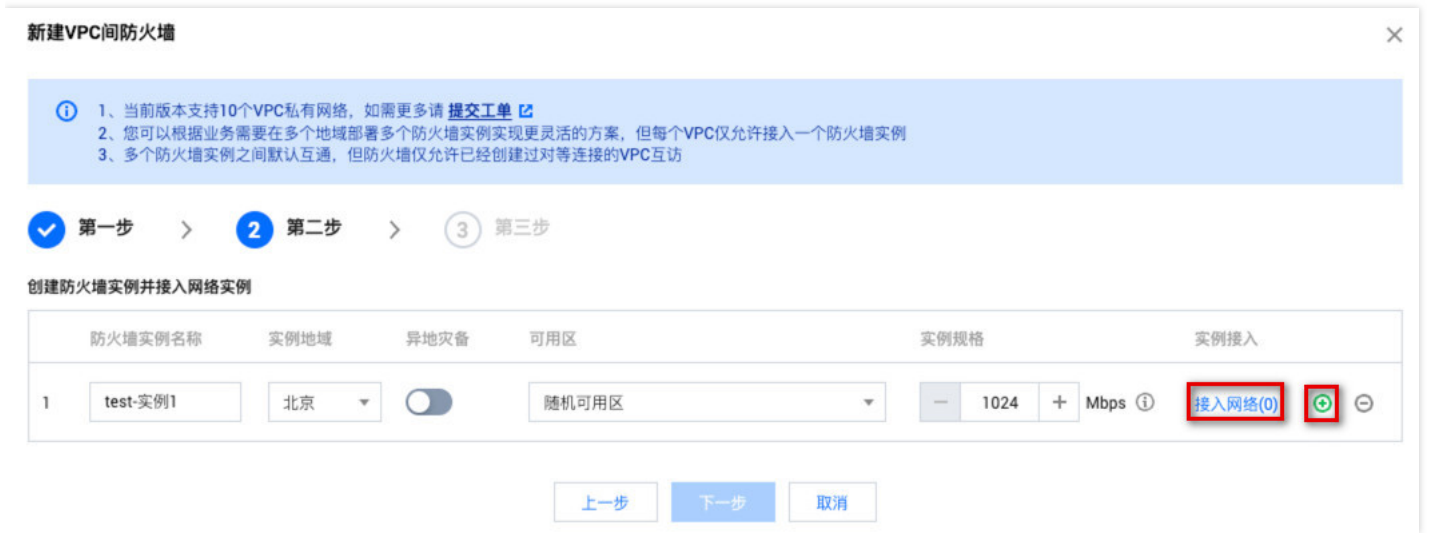 新建VPC间防火墙
1、当前版本支持10个VPC私有网络，如需更多请 提交工单
2、您可以根据业务需要在多个地域部署多个防火墙实例实现更灵活的方案，但每个VPC仅允许接入一个防火墙实例
3、多个防火墙实例之间默认互通，但防火墙仅允许已经创建过对等连接的VPC互访
第一步 > 2 第二步 > 3 第三步
创建防火墙实例并接入网络实例
防火墙实例名称 实例地域 异地灾备 可用区 实例规格 实例接入
1 test-实例1 北京 随机可用区 － 1024 + Mbps 接入网络(0)
上一步 下一步 取消